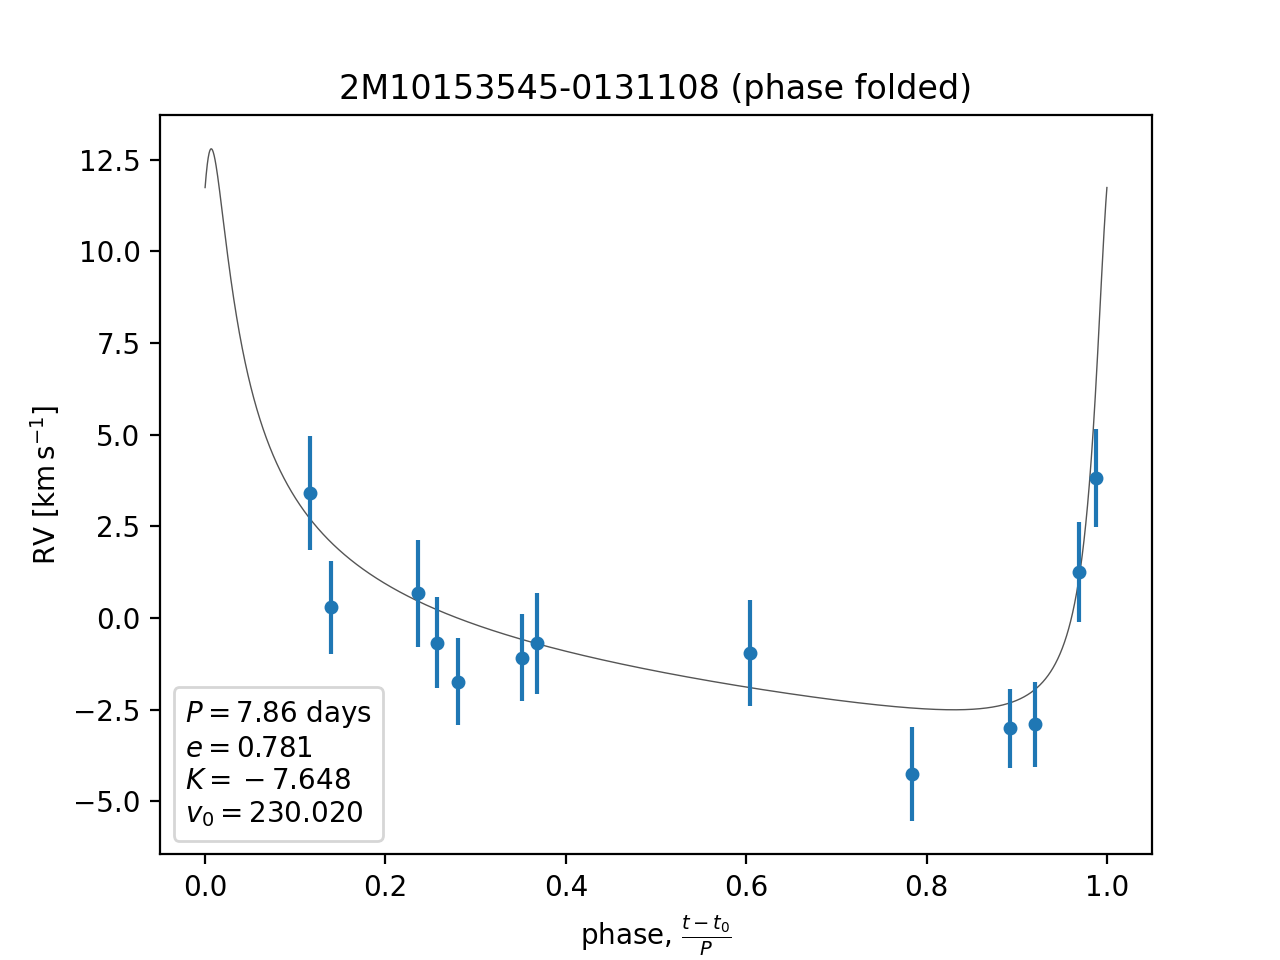 2M10153545-0131108 (phase folded)
RV [km s⁻¹]
12.5
10.0
7.5
5.0
2.5
0.0
−2.5
−5.0
P = 7.86 days
e = 0.781
K = − 7.648
v₀ = 230.020
0.0 0.2 0.4 0.6 0.8 1.0
phase, (t − t₀)/P